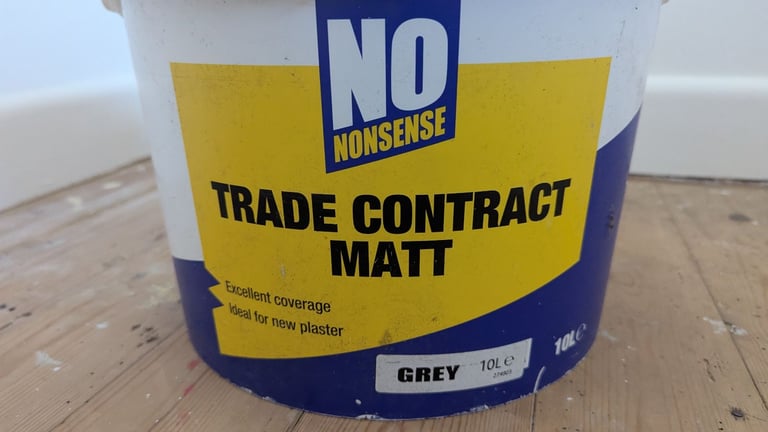 NO
NONSENSE
TRADE CONTRACT
MATT
Excellent coverage
Ideal for new plaster
GREY 10L e
10L e